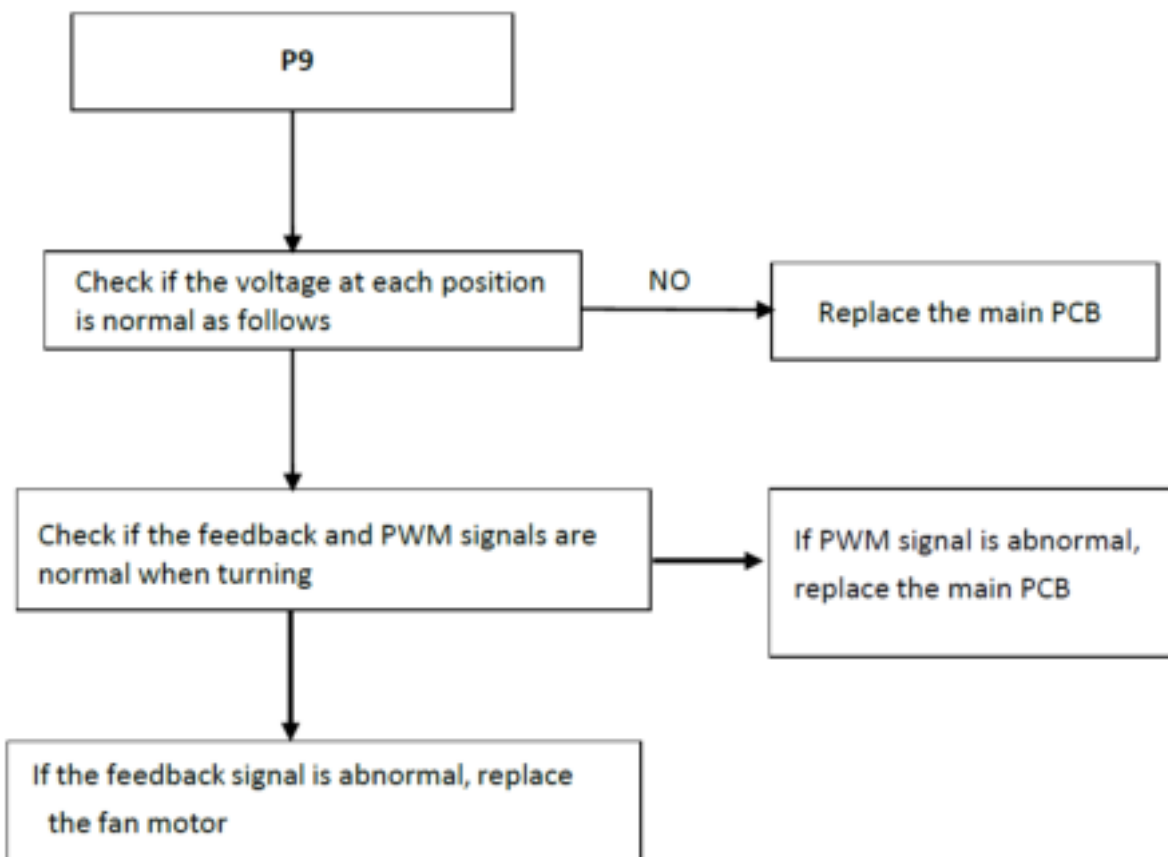 P9
Check if the voltage at each position
is normal as follows
NO
Replace the main PCB
Check if the feedback and PWM signals are
normal when turning
If PWM signal is abnormal,
replace the main PCB
If the feedback signal is abnormal, replace
the fan motor